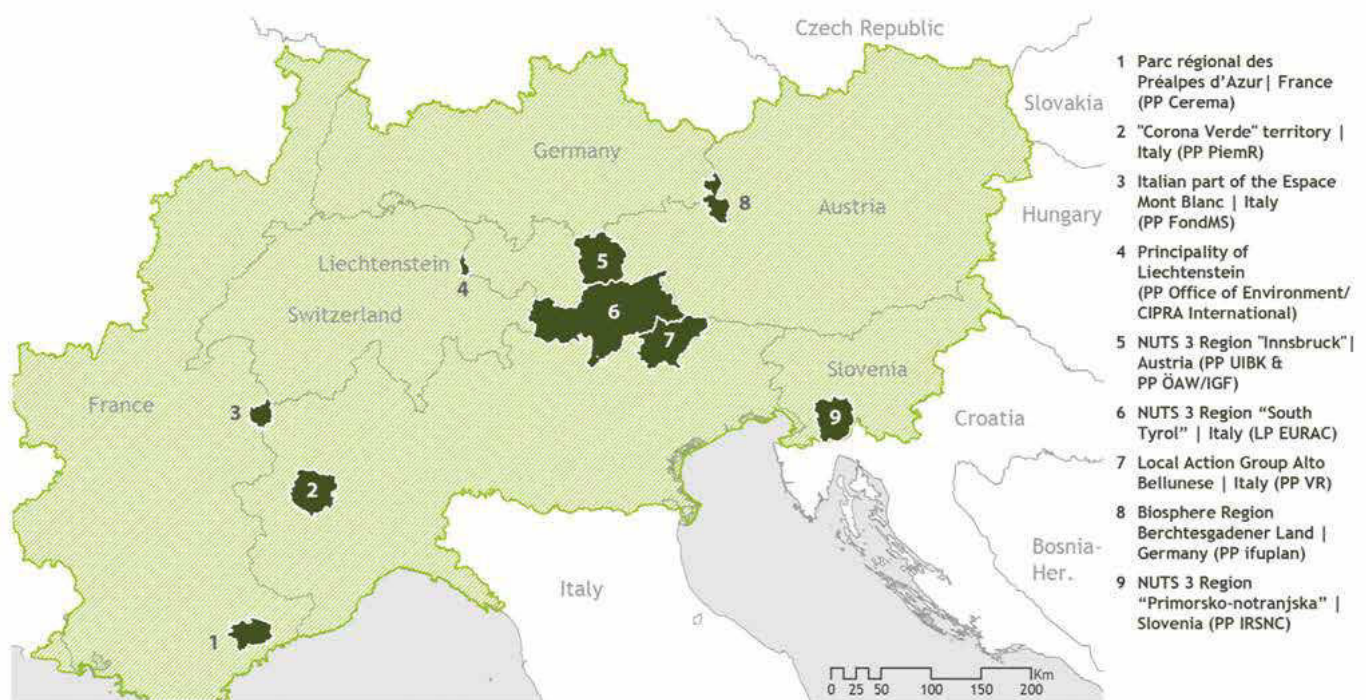 Czech Republic
Slovakia
Germany
Austria
Hungary
Liechtenstein
Switzerland
France
Slovenia
Croatia
Bosnia-
Her.
Italy
1
2
3
4
5
6
7
8
9
Km
0 25 50 100 150 200
1 Parc régional des
Préalpes d'Azur| France
(PP Cerema)
2 "Corona Verde" territory |
Italy (PP PiemR)
3 Italian part of the Espace
Mont Blanc | Italy
(PP FondMS)
4 Principality of
Liechtenstein
(PP Office of Environment/
CIPRA International)
5 NUTS 3 Region "Innsbruck"|
Austria (PP UIBK &
PP ÖAW/IGF)
6 NUTS 3 Region “South
Tyrol” | Italy (LP EURAC)
7 Local Action Group Alto
Bellunese | Italy (PP VR)
8 Biosphere Region
Berchtesgadener Land |
Germany (PP ifuplan)
9 NUTS 3 Region
“Primorsko-notranjska” |
Slovenia (PP IRSNC)